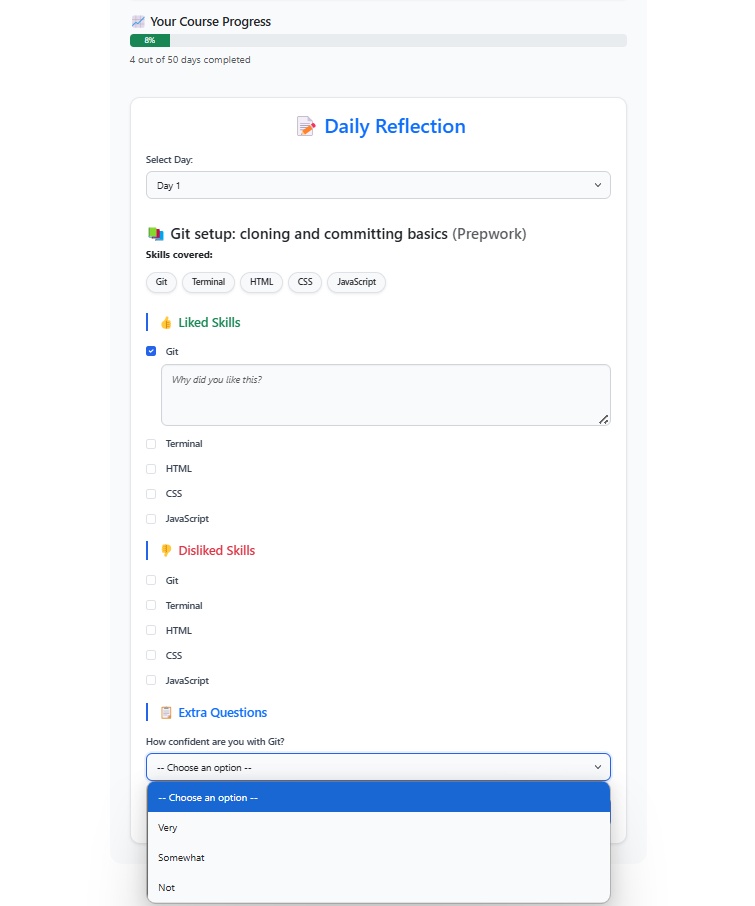 Your Course Progress
8%
4 out of 50 days completed
Daily Reflection
Select Day:
Day 1
Git setup: cloning and committing basics (Prepwork)
Skills covered:
Git Terminal HTML CSS JavaScript
Liked Skills
Git
Why did you like this?
Terminal
HTML
CSS
JavaScript
Disliked Skills
Git
Terminal
HTML
CSS
JavaScript
Extra Questions
How confident are you with Git?
-- Choose an option --
-- Choose an option --
Very
Somewhat
Not